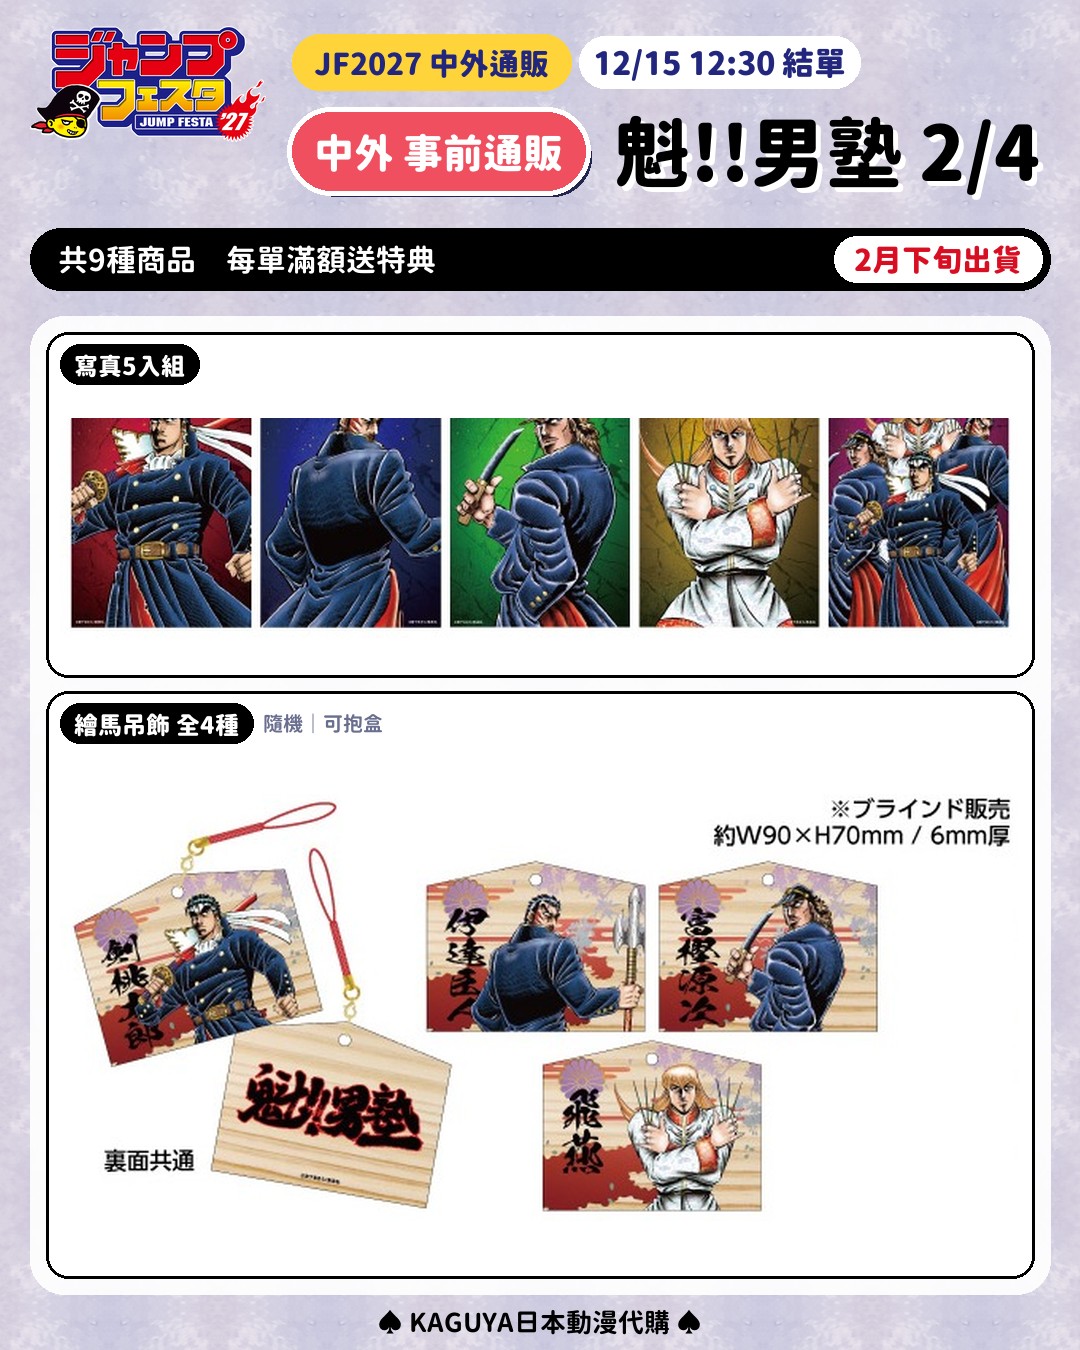 ジャンプ
フェスタ
JUMP FESTA '27
JF2027 中外通販
12/15 12:30 結單
中外 事前通販
魁!!男塾 2/4
共9種商品 每單滿額送特典
2月下旬出貨
寫真5入組
繪馬吊飾 全4種
隨機｜可抱盒
※ブラインド販売
約W90×H70mm / 6mm厚
剣桃太郎
伊達臣人
富樫源次
魁!!男塾
飛燕
裏面共通
♠ KAGUYA日本動漫代購 ♠